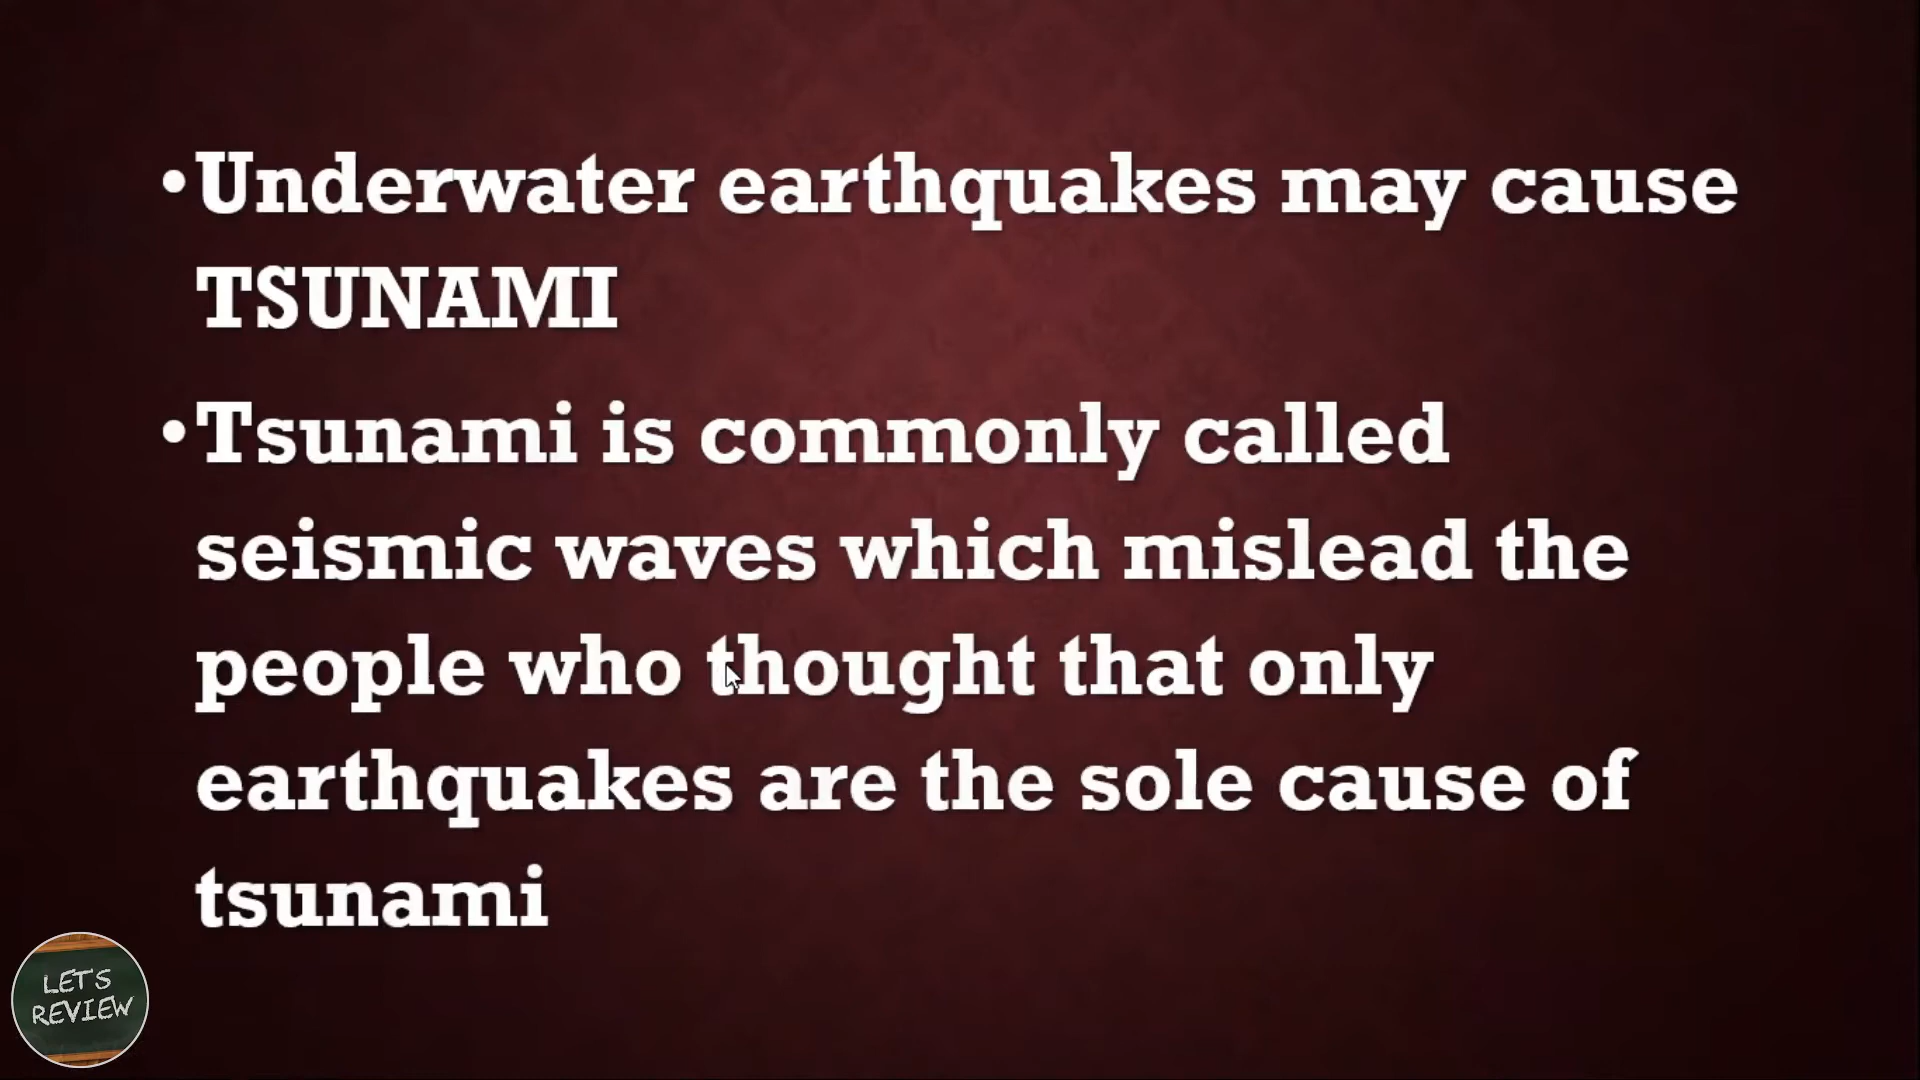 •Underwater earthquakes may cause
TSUNAMI
•Tsunami is commonly called
seismic waves which mislead the
people who thought that only
earthquakes are the sole cause of
tsunami
LET'S
REVIEW